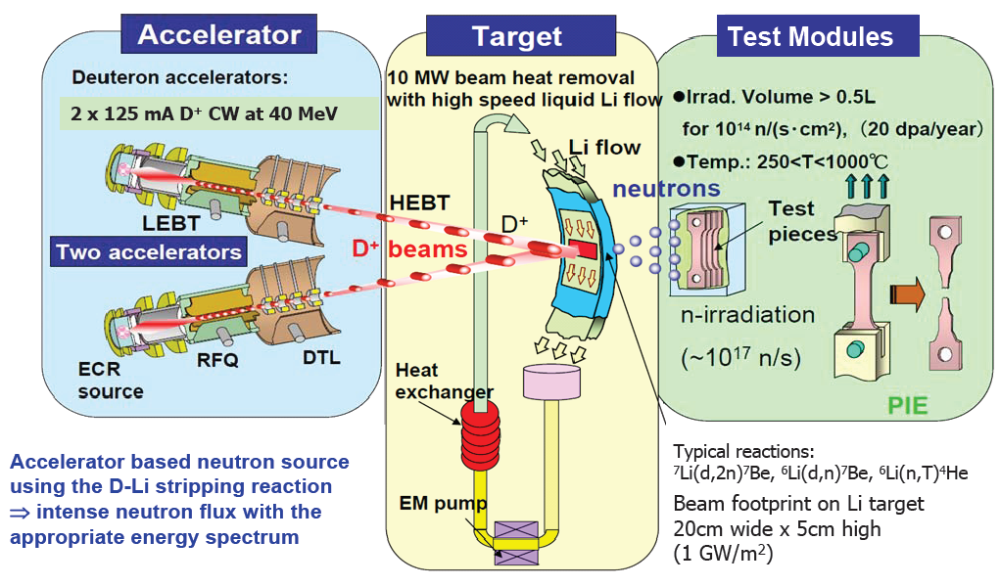 Accelerator
Deuteron accelerators:
2 x 125 mA D⁺ CW at 40 MeV
LEBT
Two accelerators
ECR
source
RFQ
DTL
Accelerator based neutron source
using the D-Li stripping reaction
⇒ intense neutron flux with the
appropriate energy spectrum
Target
10 MW beam heat removal
with high speed liquid Li flow
Li flow
HEBT
D⁺
D⁺ beams
Heat
exchanger
EM pump
Test Modules
●Irrad. Volume > 0.5L
for 10¹⁴ n/(s·cm²), (20 dpa/year)
●Temp.: 250<T<1000℃
neutrons
Test
pieces
n-irradiation
(~10¹⁷ n/s)
PIE
Typical reactions:
⁷Li(d,2n)⁷Be, ⁶Li(d,n)⁷Be, ⁶Li(n,T)⁴He
Beam footprint on Li target
20cm wide x 5cm high
(1 GW/m²)